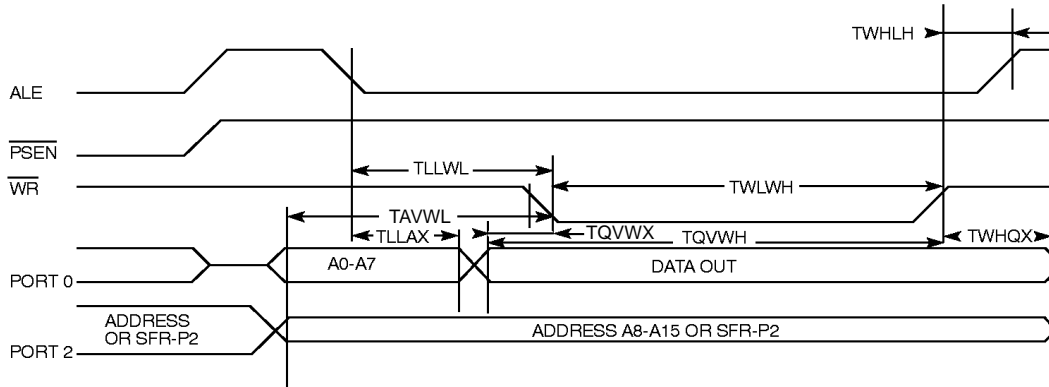 TWHLH
ALE
PSEN
TLLWL
WR
TWLWH
TAVWL
TLLAX
TQVWX
TQVWH
TWHQX
A0-A7
DATA OUT
PORT 0
ADDRESS
OR SFR-P2
ADDRESS A8-A15 OR SFR-P2
PORT 2